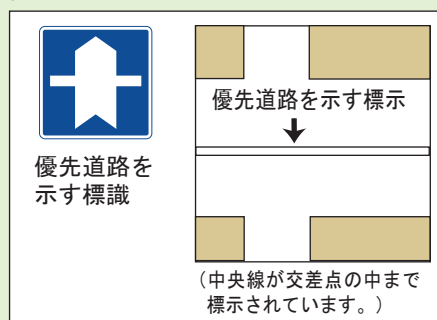 優先道路を
示す標識
優先道路を示す標示
（中央線が交差点の中まで
標示されています。）